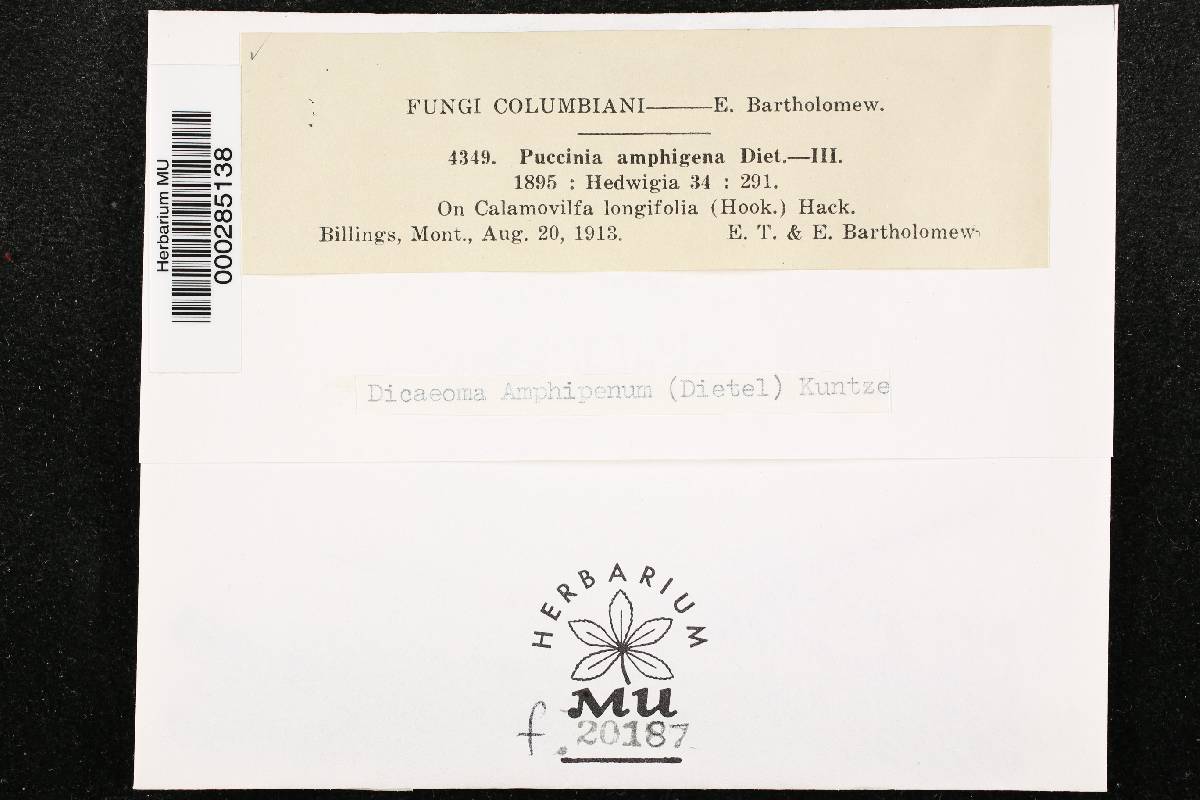 FUNGI COLUMBIANI——E. Bartholomew.
4349. Puccinia amphigena Diet.—III.
1895 : Hedwigia 34 : 291.
On Calamovilfa longifolia (Hook.) Hack.
Billings, Mont., Aug. 20, 1913. E. T. & E. Bartholomew
Herbarium MU
000285138
Dicaeoma Amphipenum (Dietel) Kuntze
HERBARIUM
MU
f. 20187